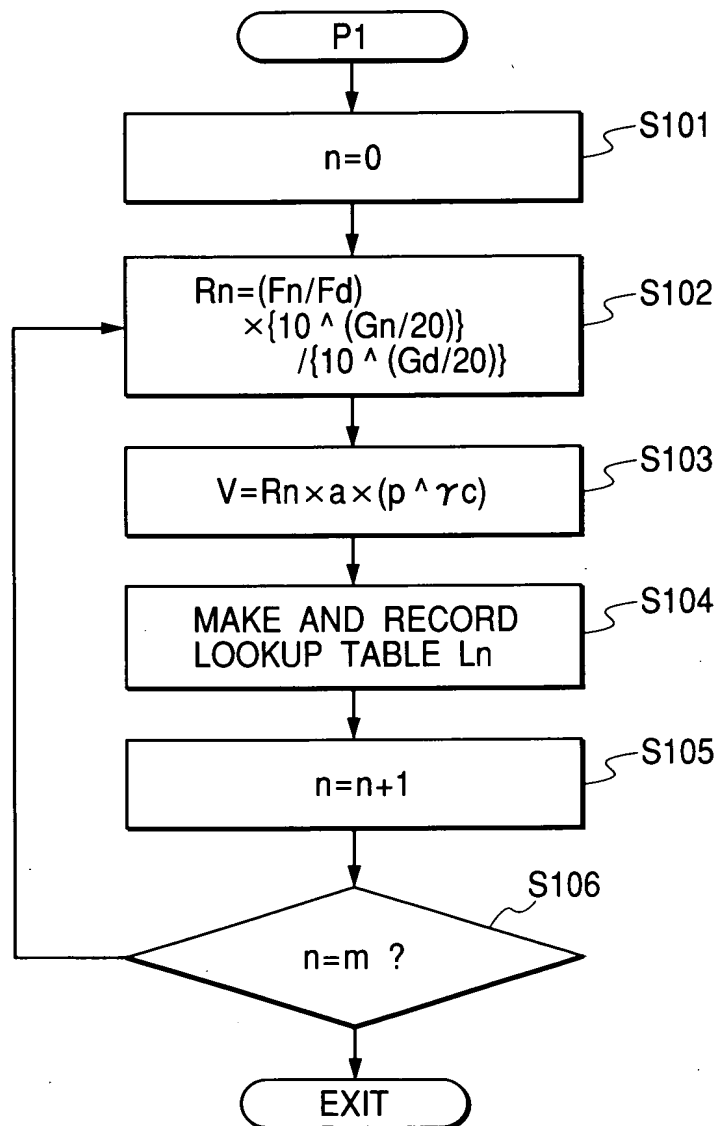 P1
S101
n=0
S102
Rn=(Fn/Fd)
×{10 ^ (Gn/20)}
/{10 ^ (Gd/20)}
S103
V=Rn×a×(p ^ γc)
S104
MAKE AND RECORD
LOOKUP TABLE Ln
S105
n=n+1
S106
n=m ?
EXIT